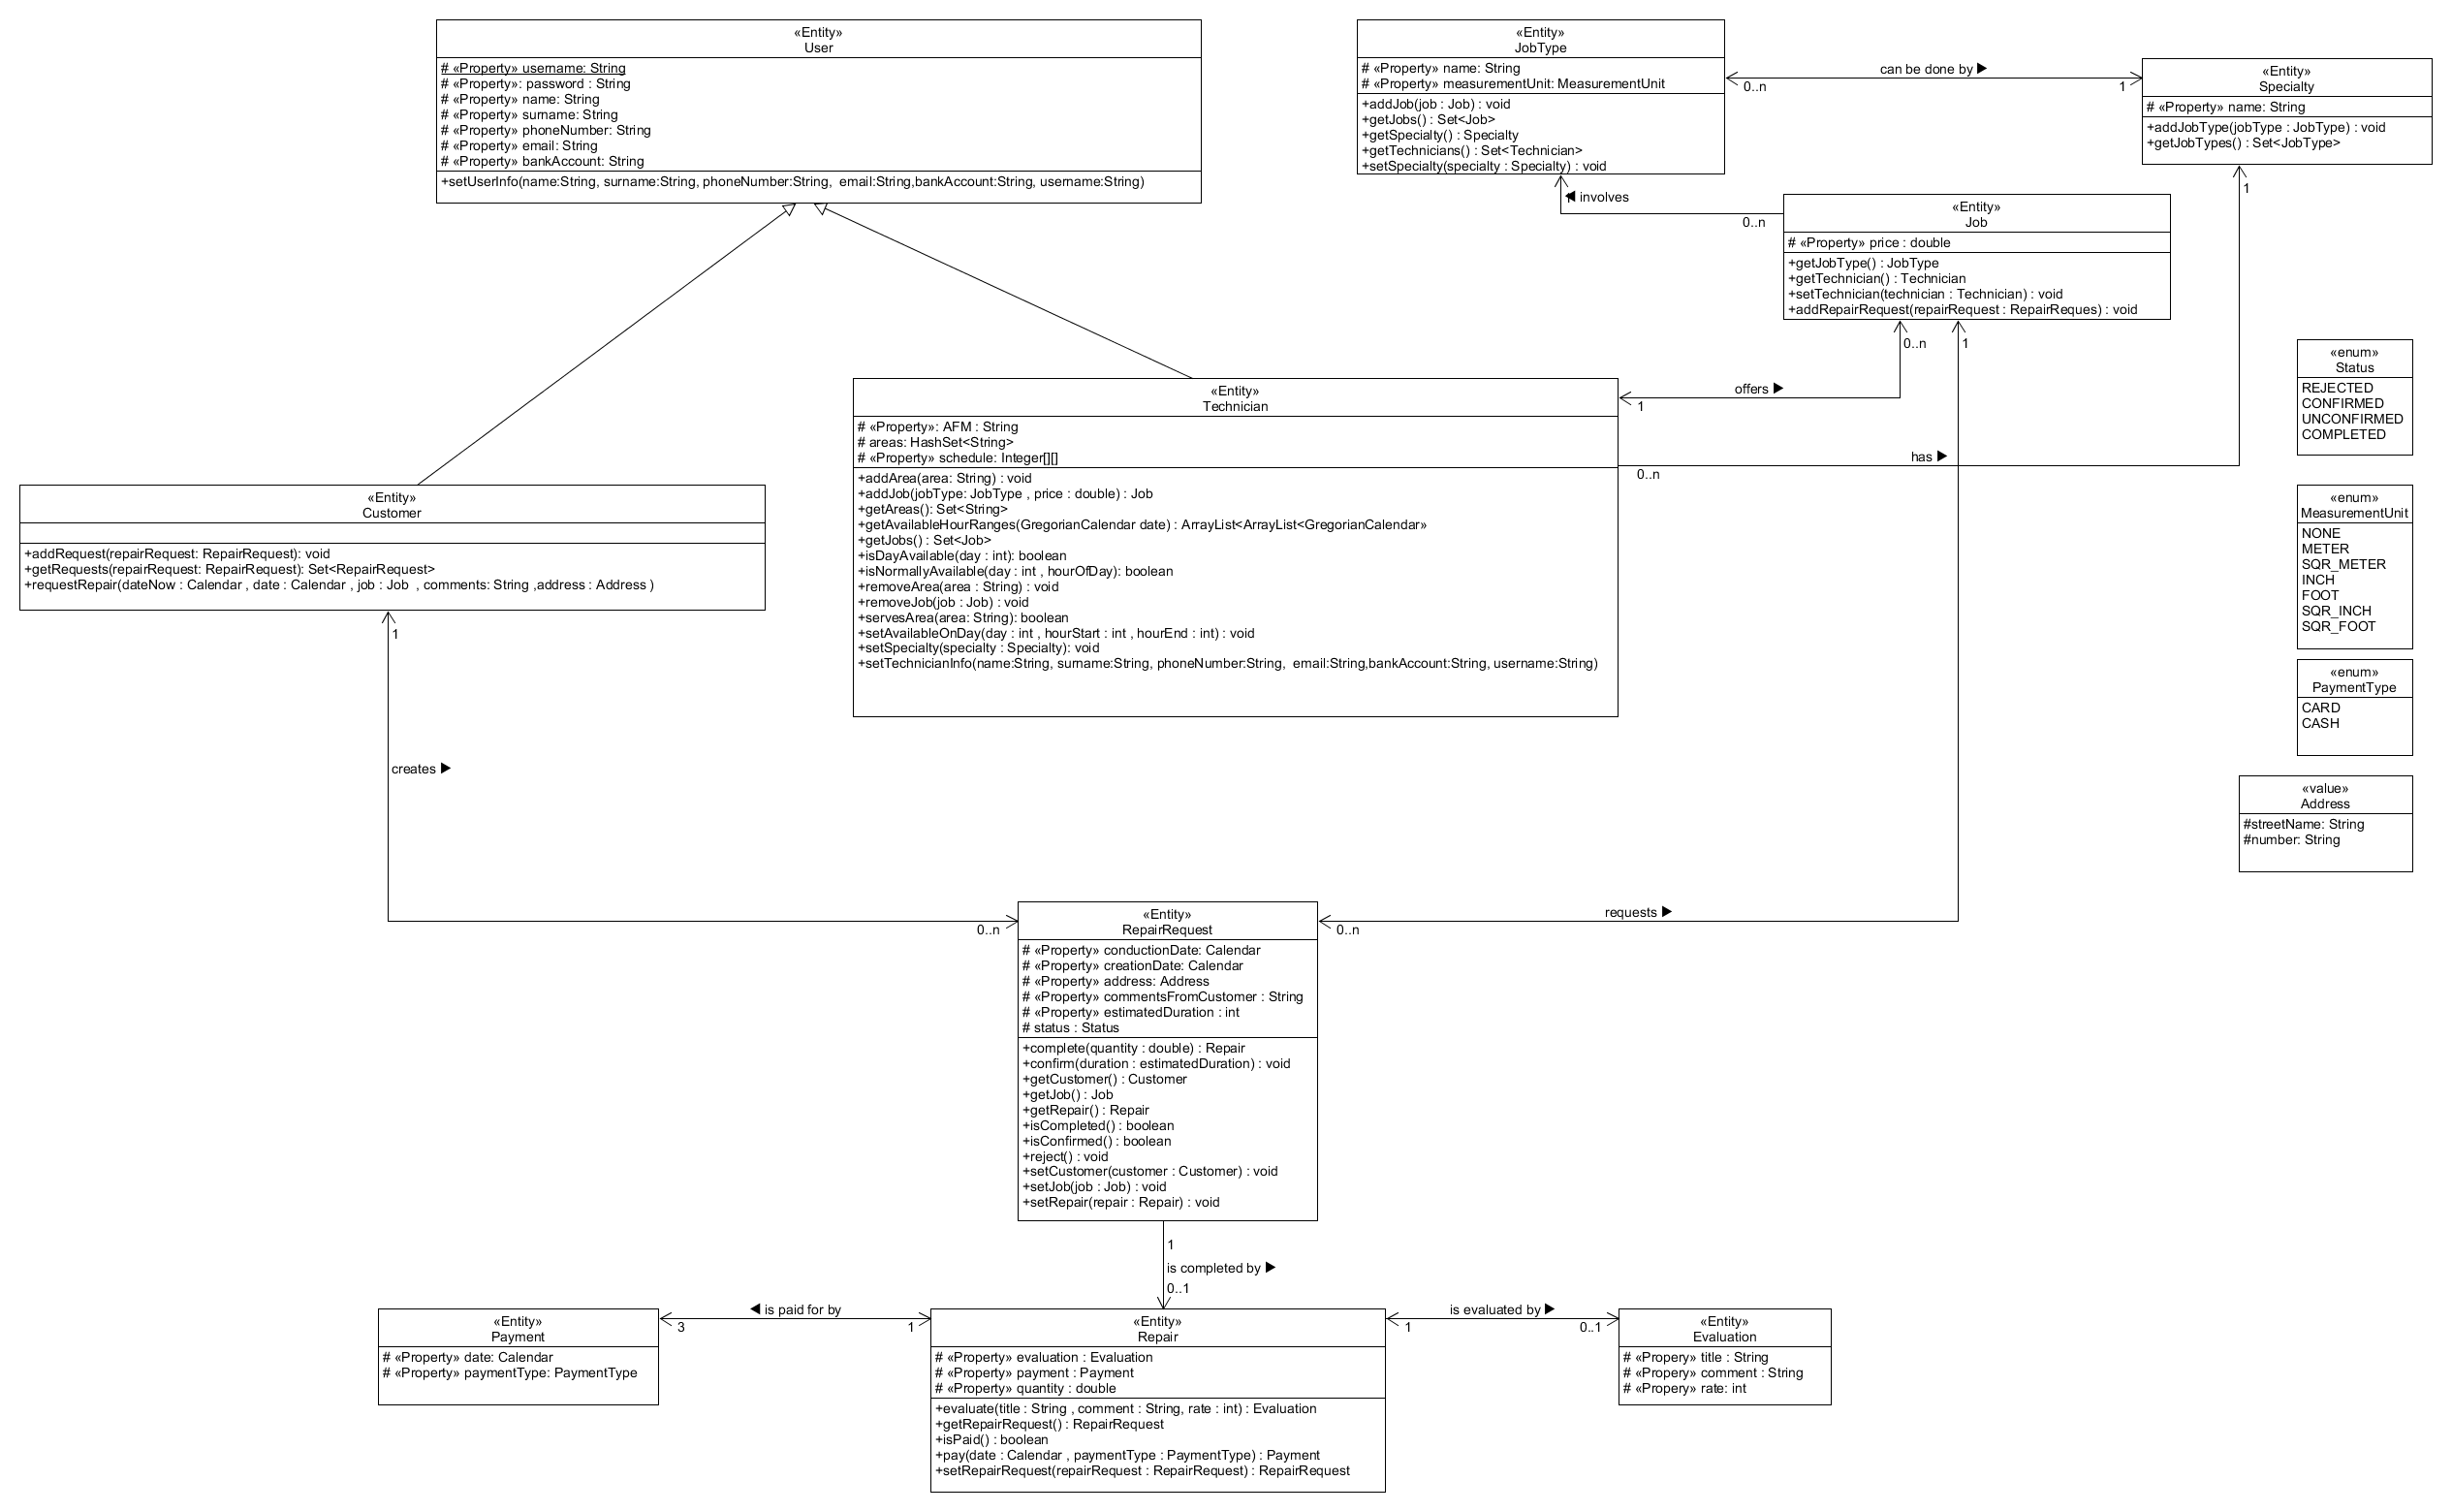 «Entity»
User
# «Property» username: String
# «Property»: password : String
# «Property» name: String
# «Property» surname: String
# «Property» phoneNumber: String
# «Property» email: String
# «Property» bankAccount: String
+setUserInfo(name:String, surname:String, phoneNumber:String,  email:String,bankAccount:String, username:String)
«Entity»
JobType
# «Property» name: String
# «Property» measurementUnit: MeasurementUnit
+addJob(job : Job) : void
+getJobs() : Set<Job>
+getSpecialty() : Specialty
+getTechnicians() : Set<Technician>
+setSpecialty(specialty : Specialty) : void
can be done by ▶
0..n
1
«Entity»
Specialty
# «Property» name: String
+addJobType(jobType : JobType) : void
+getJobTypes() : Set<JobType>
1
◀ involves
0..n
«Entity»
Job
# «Property» price : double
+getJobType() : JobType
+getTechnician() : Technician
+setTechnician(technician : Technician) : void
+addRepairRequest(repairRequest : RepairReques) : void
0..n
1
offers ▶
1
has ▶
0..n
«Entity»
Technician
# «Property»: AFM : String
# areas: HashSet<String>
# «Property» schedule: Integer[][]
+addArea(area: String) : void
+addJob(jobType: JobType , price : double) : Job
+getAreas(): Set<String>
+getAvailableHourRanges(GregorianCalendar date) : ArrayList<ArrayList<GregorianCalendar»
+getJobs() : Set<Job>
+isDayAvailable(day : int): boolean
+isNormallyAvailable(day : int , hourOfDay): boolean
+removeArea(area : String) : void
+removeJob(job : Job) : void
+servesArea(area: String): boolean
+setAvailableOnDay(day : int , hourStart : int , hourEnd : int) : void
+setSpecialty(specialty : Specialty): void
+setTechnicianInfo(name:String, surname:String, phoneNumber:String,  email:String,bankAccount:String, username:String)
«enum»
Status
REJECTED
CONFIRMED
UNCONFIRMED
COMPLETED
«Entity»
Customer
+addRequest(repairRequest: RepairRequest): void
+getRequests(repairRequest: RepairRequest): Set<RepairRequest>
+requestRepair(dateNow : Calendar , date : Calendar , job : Job  , comments: String ,address : Address )
1
creates ▶
0..n
«enum»
MeasurementUnit
NONE
METER
SQR_METER
INCH
FOOT
SQR_INCH
SQR_FOOT
«enum»
PaymentType
CARD
CASH
«value»
Address
#streetName: String
#number: String
requests ▶
0..n
«Entity»
RepairRequest
# «Property» conductionDate: Calendar
# «Property» creationDate: Calendar
# «Property» address: Address
# «Property» commentsFromCustomer : String
# «Property» estimatedDuration : int
# status : Status
+complete(quantity : double) : Repair
+confirm(duration : estimatedDuration) : void
+getCustomer() : Customer
+getJob() : Job
+getRepair() : Repair
+isCompleted() : boolean
+isConfirmed() : boolean
+reject() : void
+setCustomer(customer : Customer) : void
+setJob(job : Job) : void
+setRepair(repair : Repair) : void
1
is completed by ▶
0..1
«Entity»
Payment
# «Property» date: Calendar
# «Property» paymentType: PaymentType
◀ is paid for by
3
1
«Entity»
Repair
# «Property» evaluation : Evaluation
# «Property» payment : Payment
# «Property» quantity : double
+evaluate(title : String , comment : String, rate : int) : Evaluation
+getRepairRequest() : RepairRequest
+isPaid() : boolean
+pay(date : Calendar , paymentType : PaymentType) : Payment
+setRepairRequest(repairRequest : RepairRequest) : RepairRequest
is evaluated by ▶
1
0..1
«Entity»
Evaluation
# «Propery» title : String
# «Propery» comment : String
# «Propery» rate: int